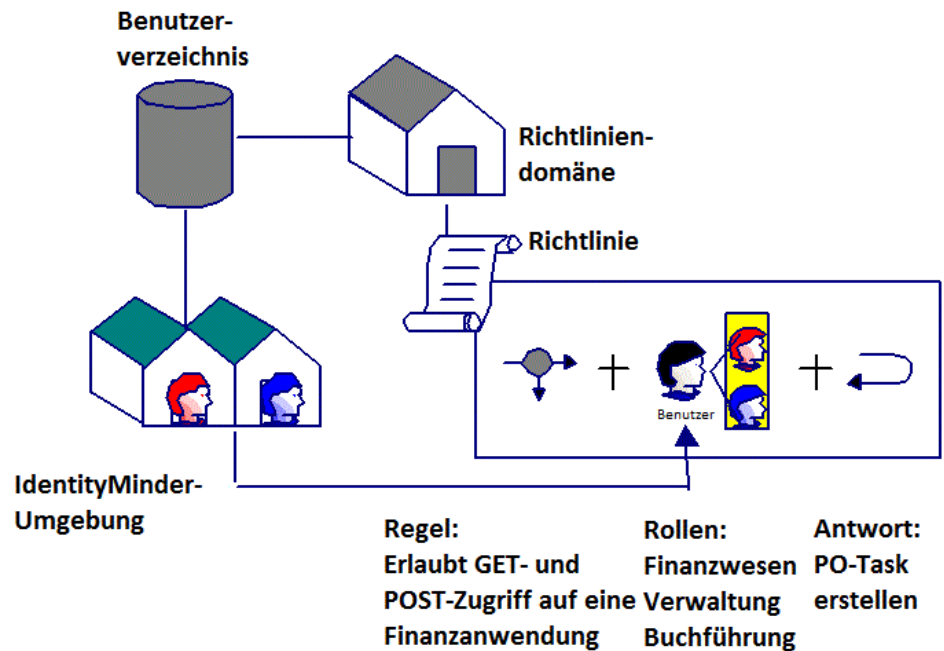 Benutzer-
verzeichnis
Richtlinien-
domäne
Richtlinie
Benutzer
IdentityMinder-
Umgebung
Regel:
Erlaubt GET- und
POST-Zugriff auf eine
Finanzanwendung
Rollen:
Finanzwesen
Verwaltung
Buchführung
Antwort:
PO-Task
erstellen